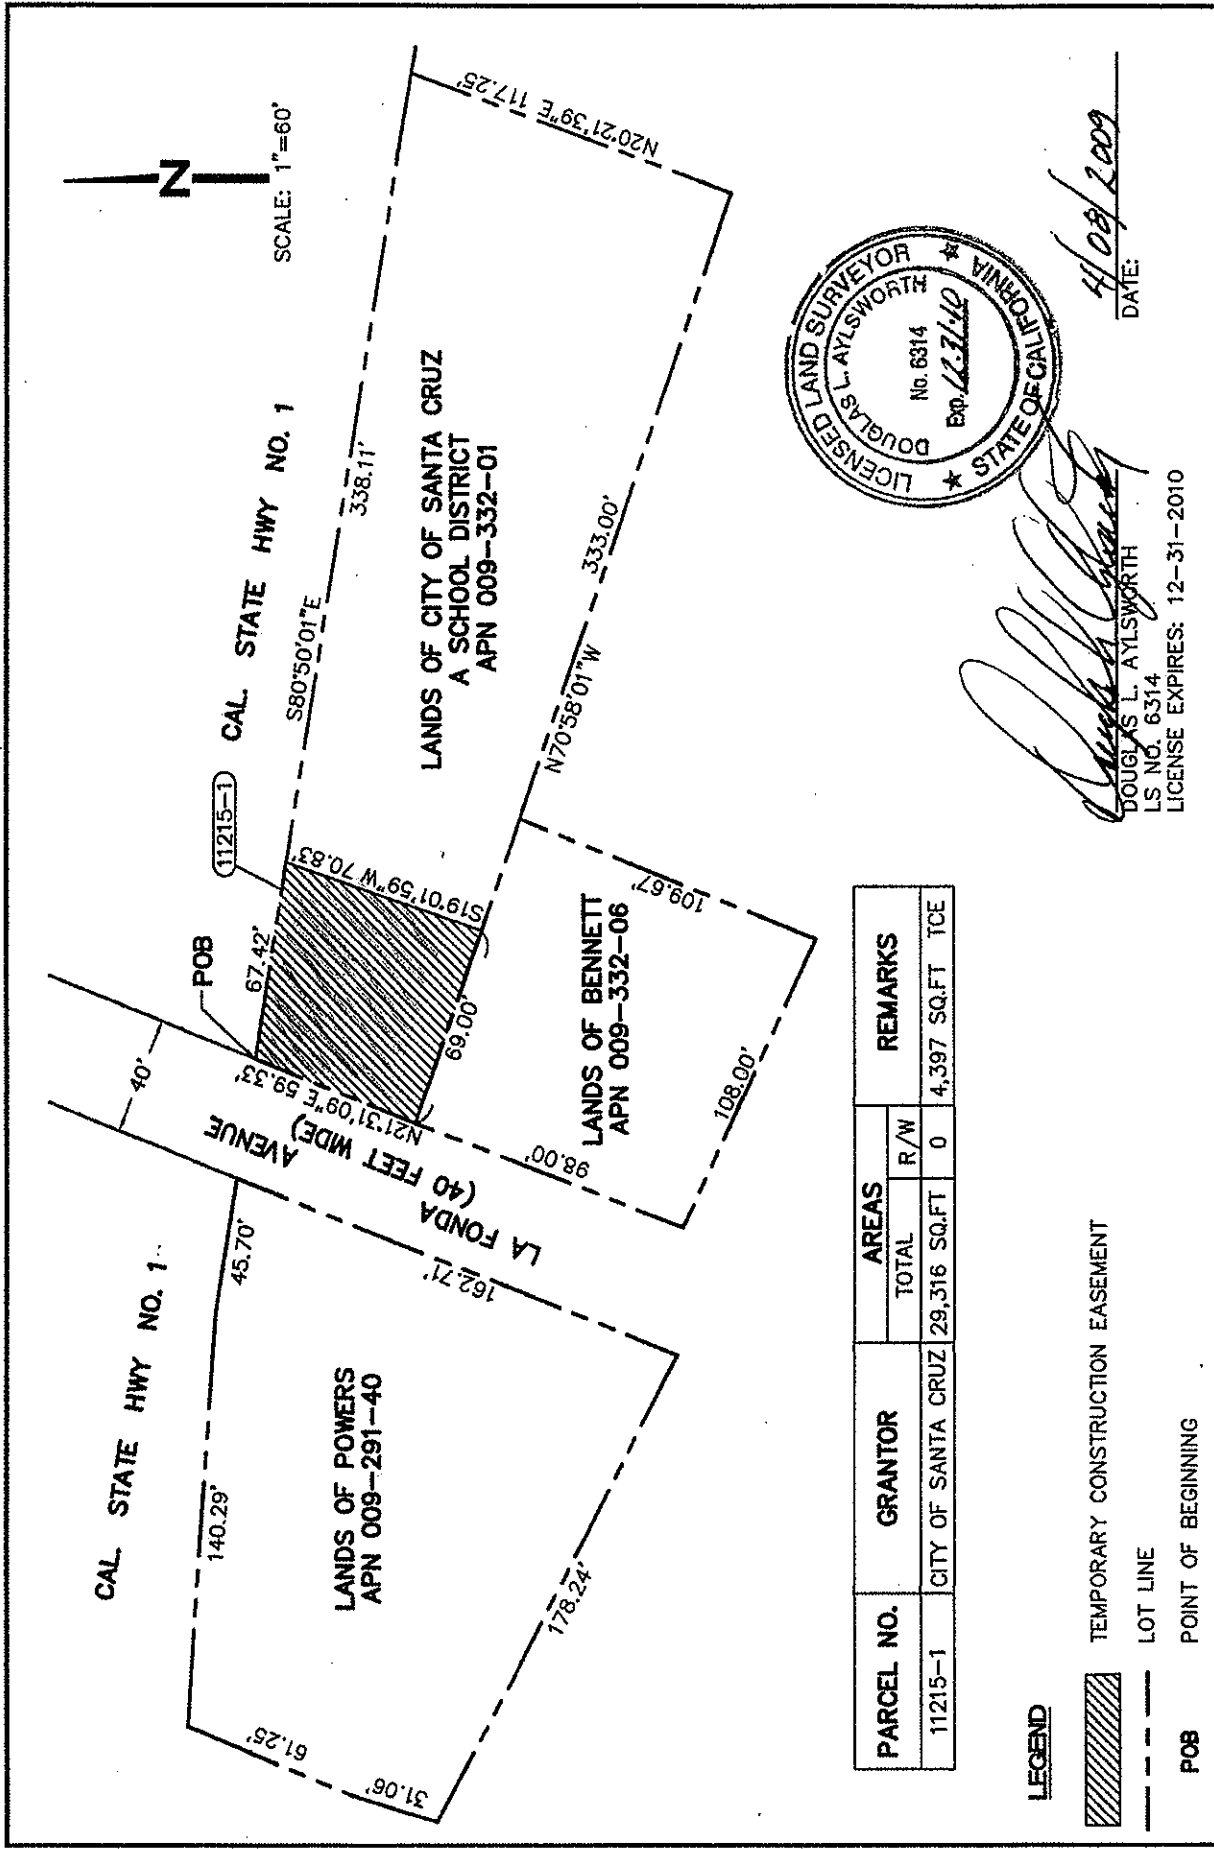 CAL. STATE HWY NO. 1
140.29'
45.70'
61.25'
31.06'
178.24'
162.71'
LANDS OF POWERS
APN 009-291-40
40'
LA FONDA AVENUE
(40 FEET WIDE)
POB
11215-1
CAL. STATE HWY NO. 1
67.42'
N21°31'09"E 59.33'
S19°01'59"W 70.83'
69.00'
S80°50'01"E
338.11'
SCALE: 1"=60'
N
LANDS OF CITY OF SANTA CRUZ
A SCHOOL DISTRICT
APN 009-332-01
N20°21'39"E 117.25'
N70°58'01"W
333.00'
LANDS OF BENNETT
APN 009-332-06
98.00'
109.67'
108.00'
PARCEL NO. GRANTOR AREAS REMARKS
TOTAL R/W
11215-1 CITY OF SANTA CRUZ 29,316 SQ.FT 0 4,397 SQ.FT TCE
LICENSED LAND SURVEYOR
DOUGLAS L. AYLSWORTH
No. 6314
Exp. 12-31-10
STATE OF CALIFORNIA
DOUGLAS L. AYLSWORTH
LS NO. 6314
LICENSE EXPIRES: 12-31-2010
4/08/2009
DATE:
LEGEND
TEMPORARY CONSTRUCTION EASEMENT
LOT LINE
POB POINT OF BEGINNING